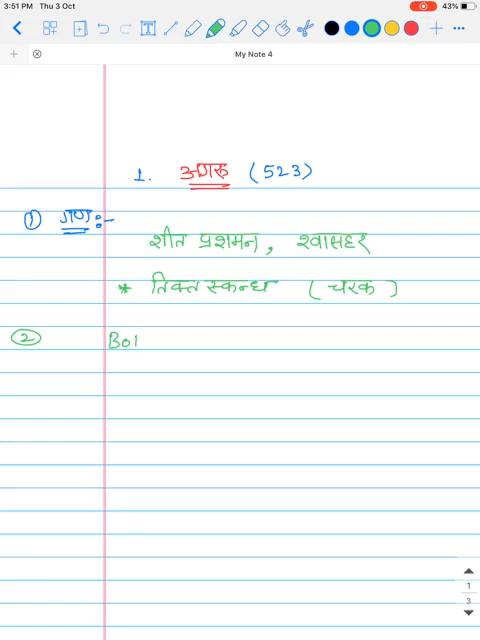 3:51 PM Thu 3 Oct 43%
My Note 4
1. अगरु (523)
① गण :-
शीत प्रशमन, श्वासहर
* तिक्त स्कन्ध (चरक)
② Bot
1
3